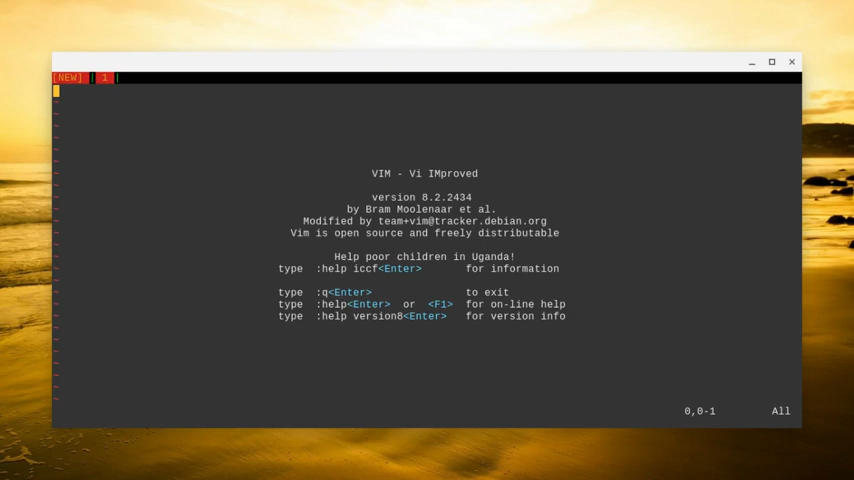 [NEW] | 1 |
~
~
~
~
~
~
~ VIM - Vi IMproved
~
~ version 8.2.2434
~ by Bram Moolenaar et al.
~ Modified by team+vim@tracker.debian.org
~ Vim is open source and freely distributable
~
~ Help poor children in Uganda!
~ type :help iccf<Enter> for information
~
~ type :q<Enter> to exit
~ type :help<Enter> or <F1> for on-line help
~ type :help version8<Enter> for version info
~
~
~
~
~
~
~
0,0-1 All